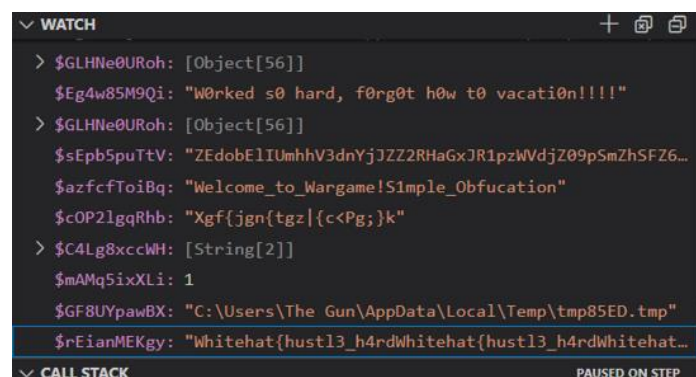 WATCH
$GLHNe0URoh: [Object[56]]
$Eg4w85M9Qi: "W0rked s0 hard, f0rg0t h0w t0 vacati0n!!!!"
$GLHNe0URoh: [Object[56]]
$sEpb5puTtV: "ZEdobElIUmhhV3dnYjJZZ2RHaGxJR1pzWVdjZ09pSmZhSFZ6…
$azfcfToiBq: "Welcome_to_Wargame!S1mple_Obfucation"
$cOP2lgqRhb: "Xgf{jgn{tgz|{c<Pg;}k"
$C4Lg8xccWH: [String[2]]
$mAMq5ixXLi: 1
$GF8UYpawBX: "C:\Users\The Gun\AppData\Local\Temp\tmp85ED.tmp"
$rEianMEKgy: "Whitehat{hustl3_h4rdWhitehat{hustl3_h4rdWhitehat…
CALL STACK PAUSED ON STEP